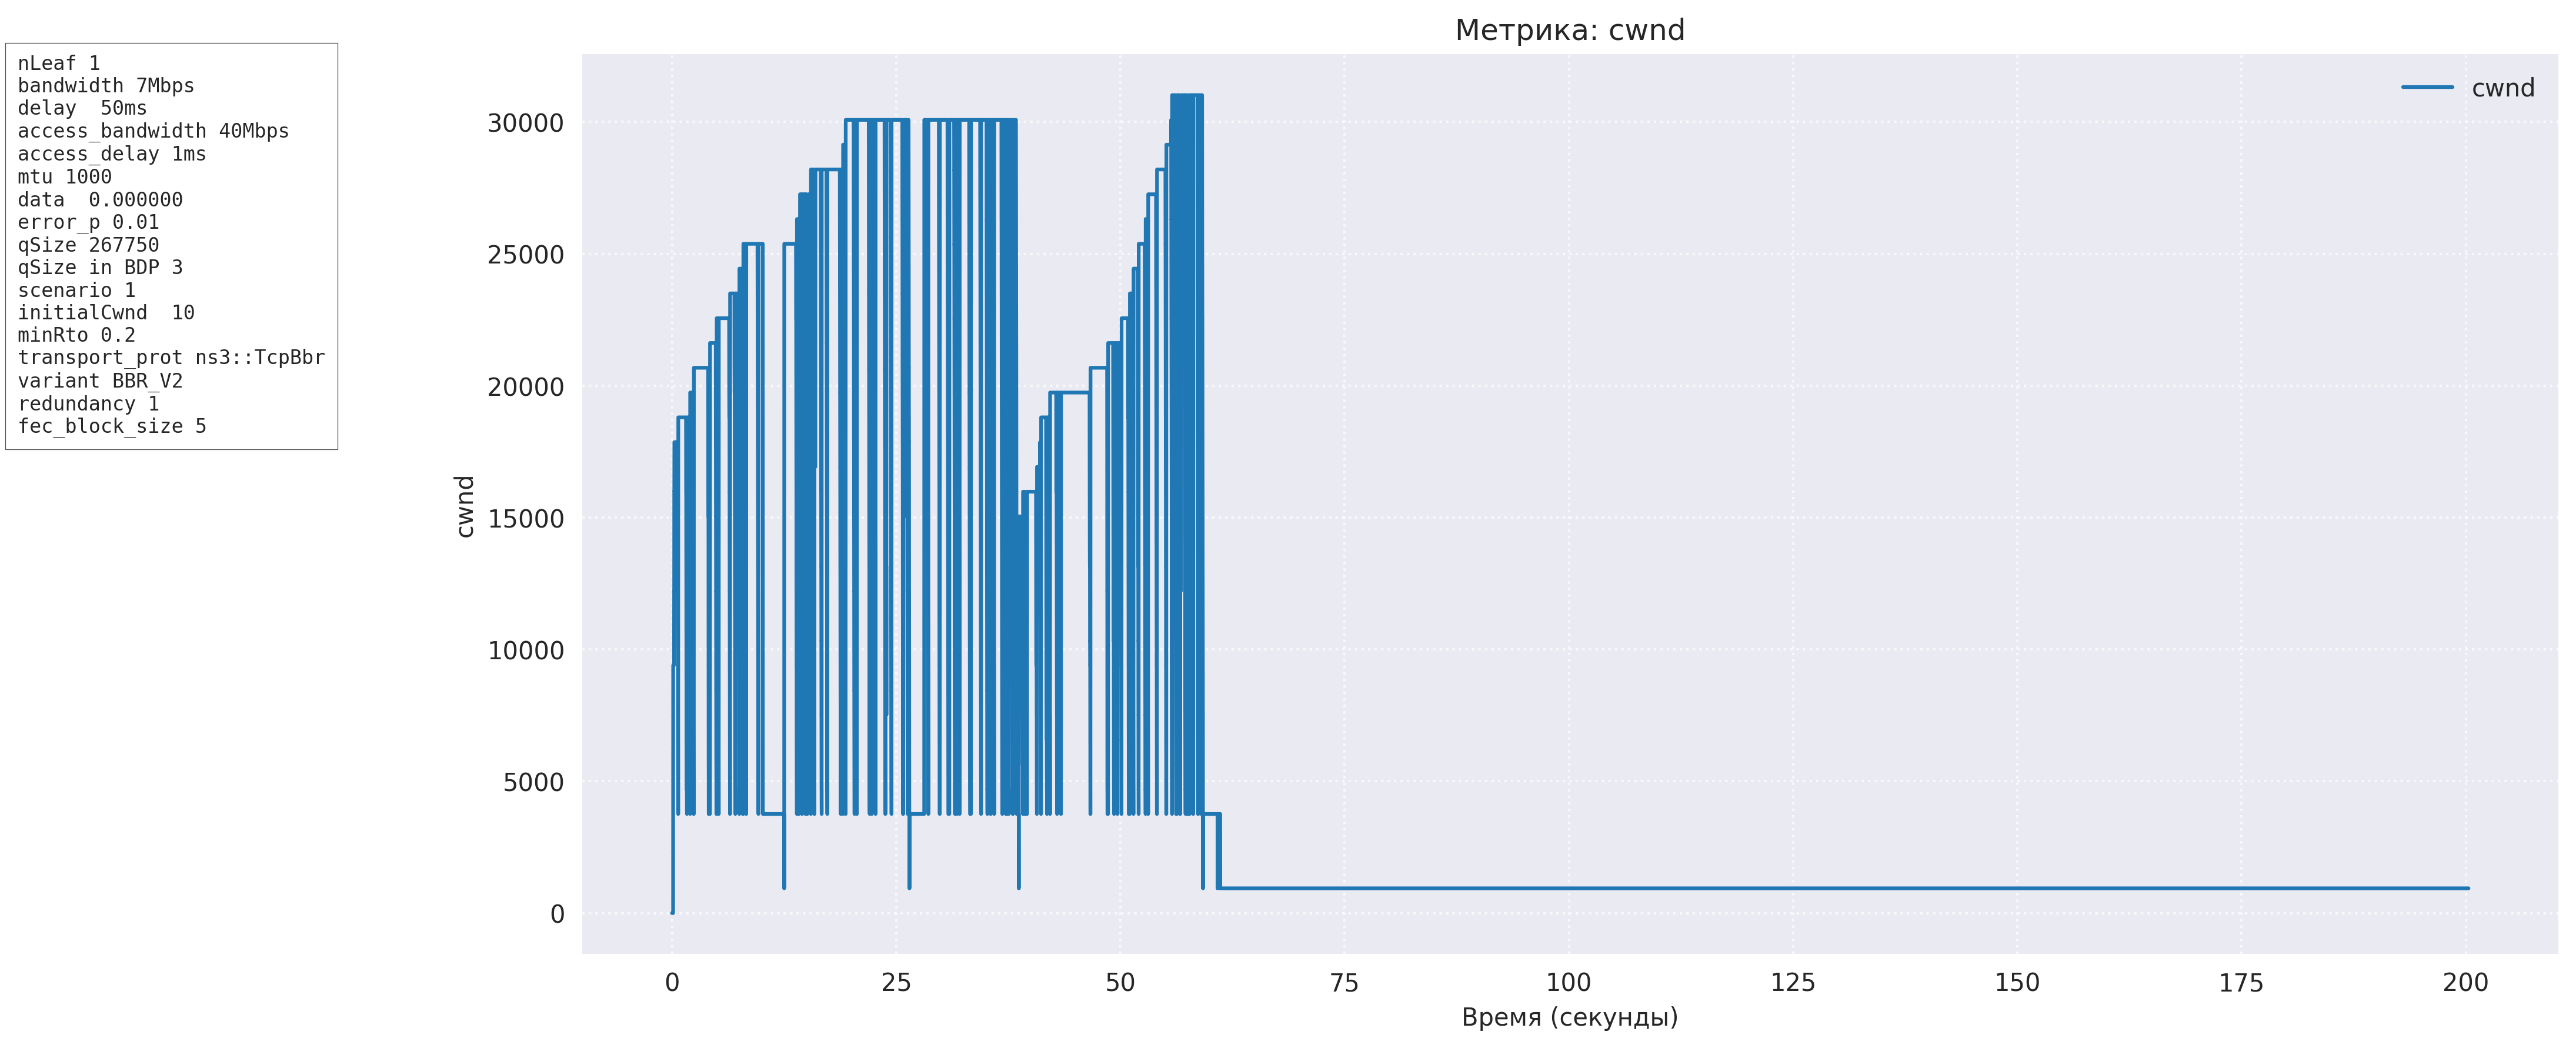 Метрика: cwnd
nLeaf 1
bandwidth 7Mbps
delay  50ms
access_bandwidth 40Mbps
access_delay 1ms
mtu 1000
data  0.000000
error_p 0.01
qSize 267750
qSize in BDP 3
scenario 1
initialCwnd  10
minRto 0.2
transport_prot ns3::TcpBbr
variant BBR_V2
redundancy 1
fec_block_size 5
cwnd
cwnd
30000
25000
20000
15000
10000
5000
0
0 25 50 75 100 125 150 175 200
Время (секунды)